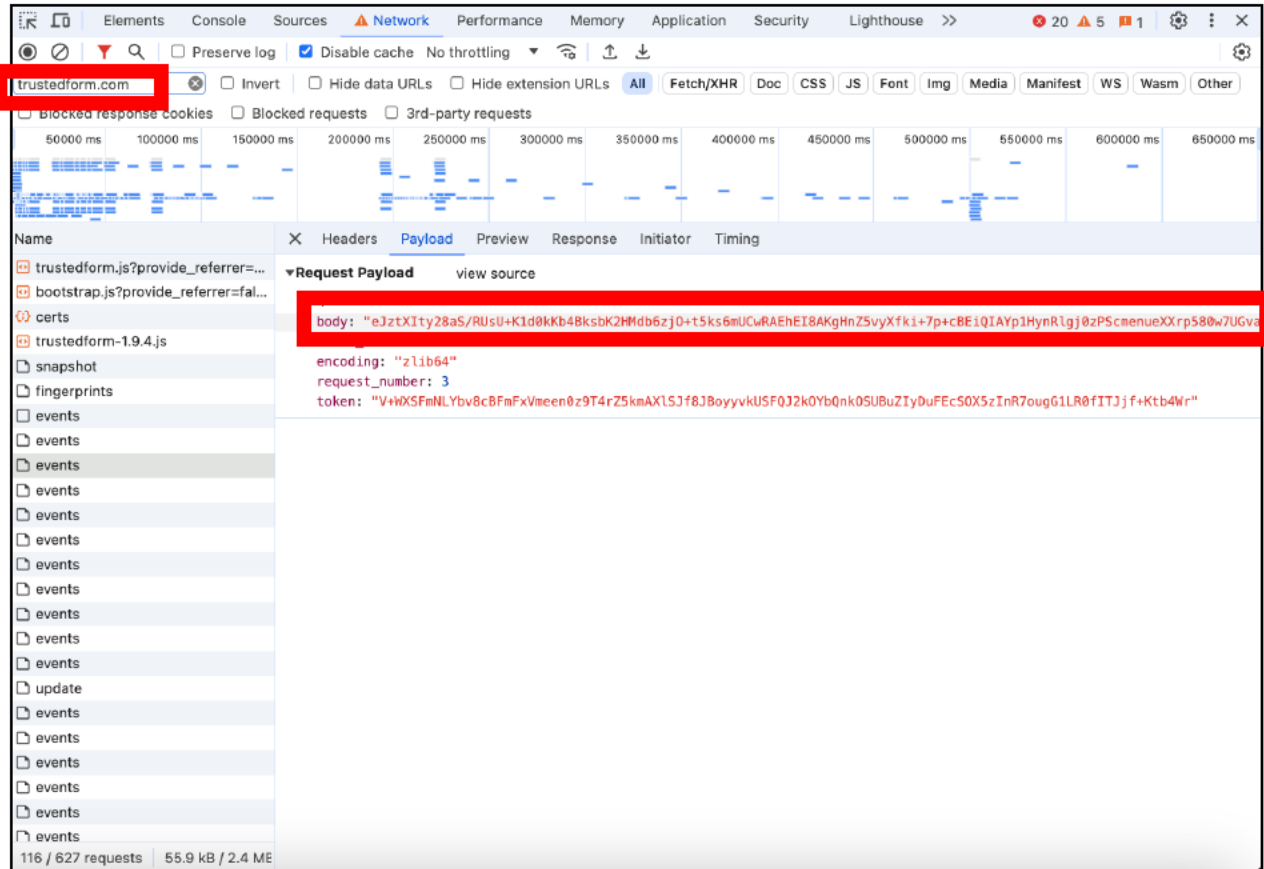 Elements Console Sources Network Performance Memory Application Security Lighthouse 20 5 1
Preserve log Disable cache No throttling
trustedform.com Invert Hide data URLs Hide extension URLs All Fetch/XHR Doc CSS JS Font Img Media Manifest WS Wasm Other
Blocked response cookies Blocked requests 3rd-party requests
50000 ms 100000 ms 150000 ms 200000 ms 250000 ms 300000 ms 350000 ms 400000 ms 450000 ms 500000 ms 550000 ms 600000 ms 650000 ms
Name Headers Payload Preview Response Initiator Timing
trustedform.js?provide_referrer=...
Request Payload view source
bootstrap.js?provide_referrer=fal...
certs
body: "eJztXIty28aS/RUsU+K1d0kKb4BksbK2HMdb6zjO+t5ks6mUCwRAEhEI8AKgHnZ5vyXfki+7p+cBEiQIAYp1HynRlgj0zPScmenueXXrp580w7UGva
trustedform-1.9.4.js
encoding: "zlib64"
snapshot
request_number: 3
fingerprints
token: "V+WXSFmNLYbv8cBFmFxVmeen0z9T4rZ5kmAXlSJf8JBoyyvkUSFQJ2kOYbQnkOSUBuZIyDuFEcSOX5zInR7ougG1LR0fITJjf+Ktb4Wr"
events
events
events
events
events
events
events
events
events
events
events
update
events
events
events
events
events
events
116 / 627 requests 55.9 kB / 2.4 ME